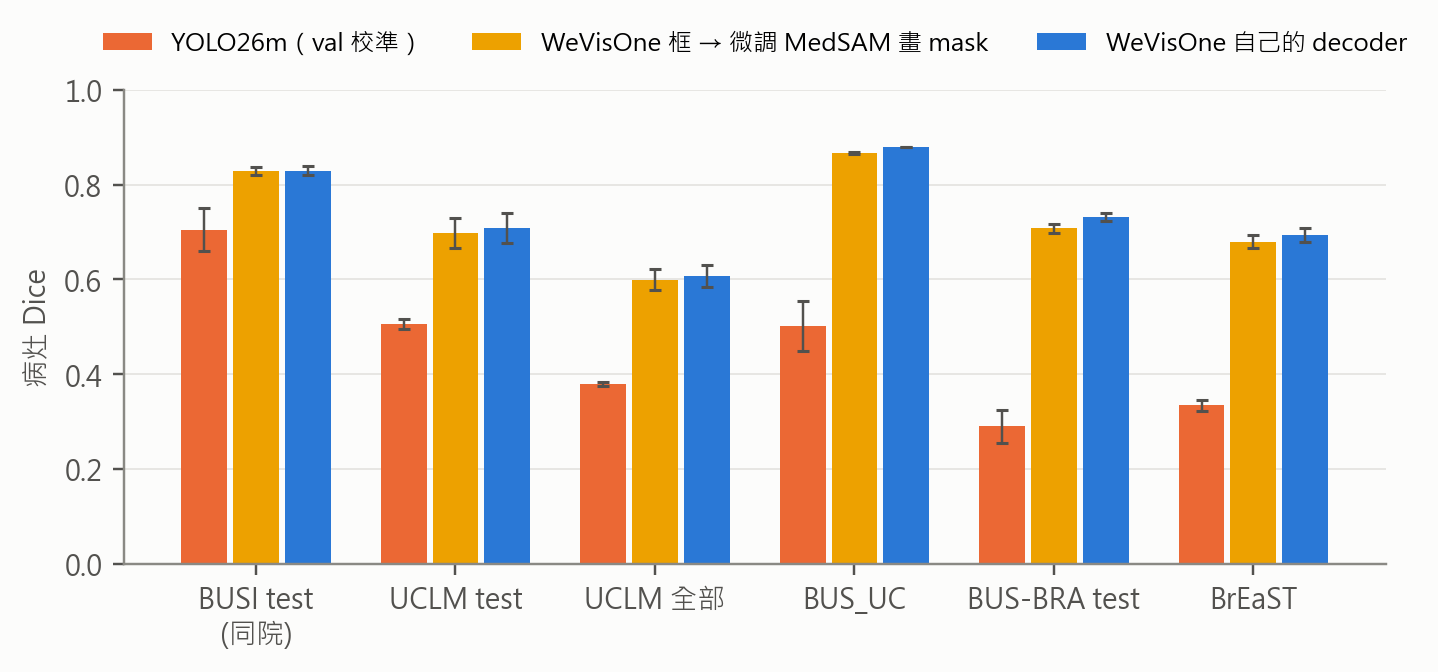 YOLO26m（val 校準） WeVisOne 框 → 微調 MedSAM 畫 mask WeVisOne 自己的 decoder
病灶 Dice
1.0
0.8
0.6
0.4
0.2
0.0
BUSI test UCLM test UCLM 全部 BUS_UC BUS-BRA test BrEaST
(同院)